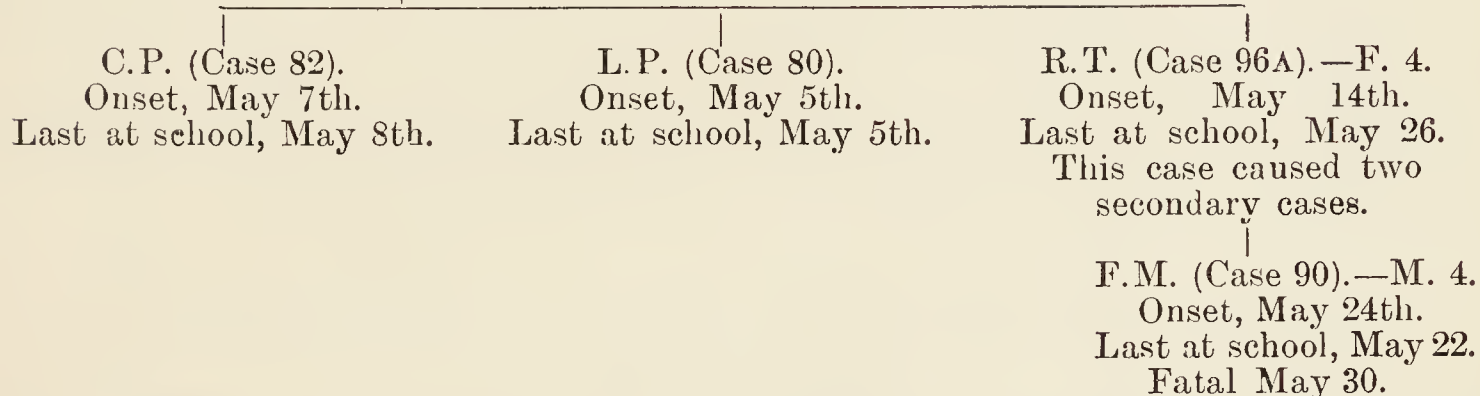 C.P. (Case 82).
Onset, May 7th.
Last at school, May 8th.
L.P. (Case 80).
Onset, May 5th.
Last at school, May 5th.
R.T. (Case 96A).—F. 4.
Onset, May 14th.
Last at school, May 26.
This case caused two
secondary cases.
F.M. (Case 90).—M. 4.
Onset, May 24th.
Last at school, May 22.
Fatal May 30.